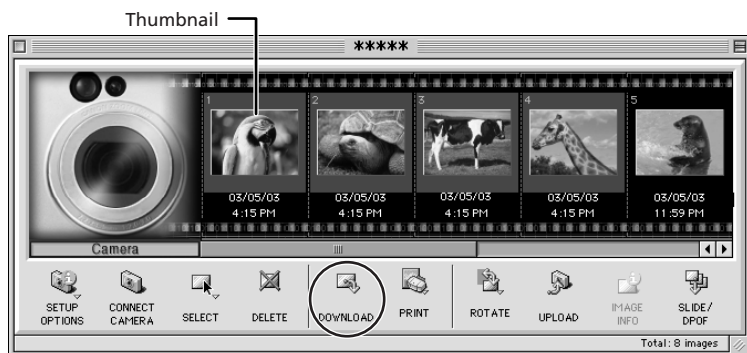 Thumbnail
*****
1 2 3 4 5
03/05/03 03/05/03 03/05/03 03/05/03 03/05/03
4:15 PM 4:15 PM 4:15 PM 4:15 PM 11:59 PM
Camera
SETUP OPTIONS
CONNECT CAMERA
SELECT
DELETE
DOWNLOAD
PRINT
ROTATE
UPLOAD
IMAGE INFO
SLIDE/ DPOF
Total: 8 images